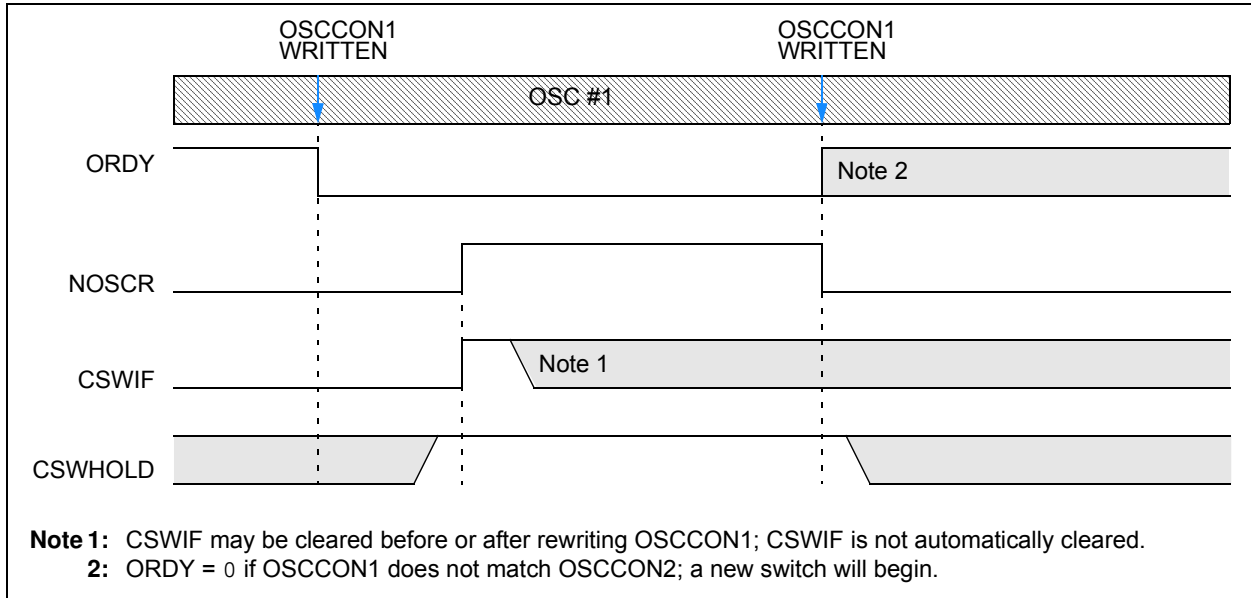 OSCCON1 OSCCON1
WRITTEN WRITTEN
OSC #1
ORDY
Note 2
NOSCR
CSWIF
Note 1
CSWHOLD
Note 1: CSWIF may be cleared before or after rewriting OSCCON1; CSWIF is not automatically cleared.
2: ORDY = 0 if OSCCON1 does not match OSCCON2; a new switch will begin.